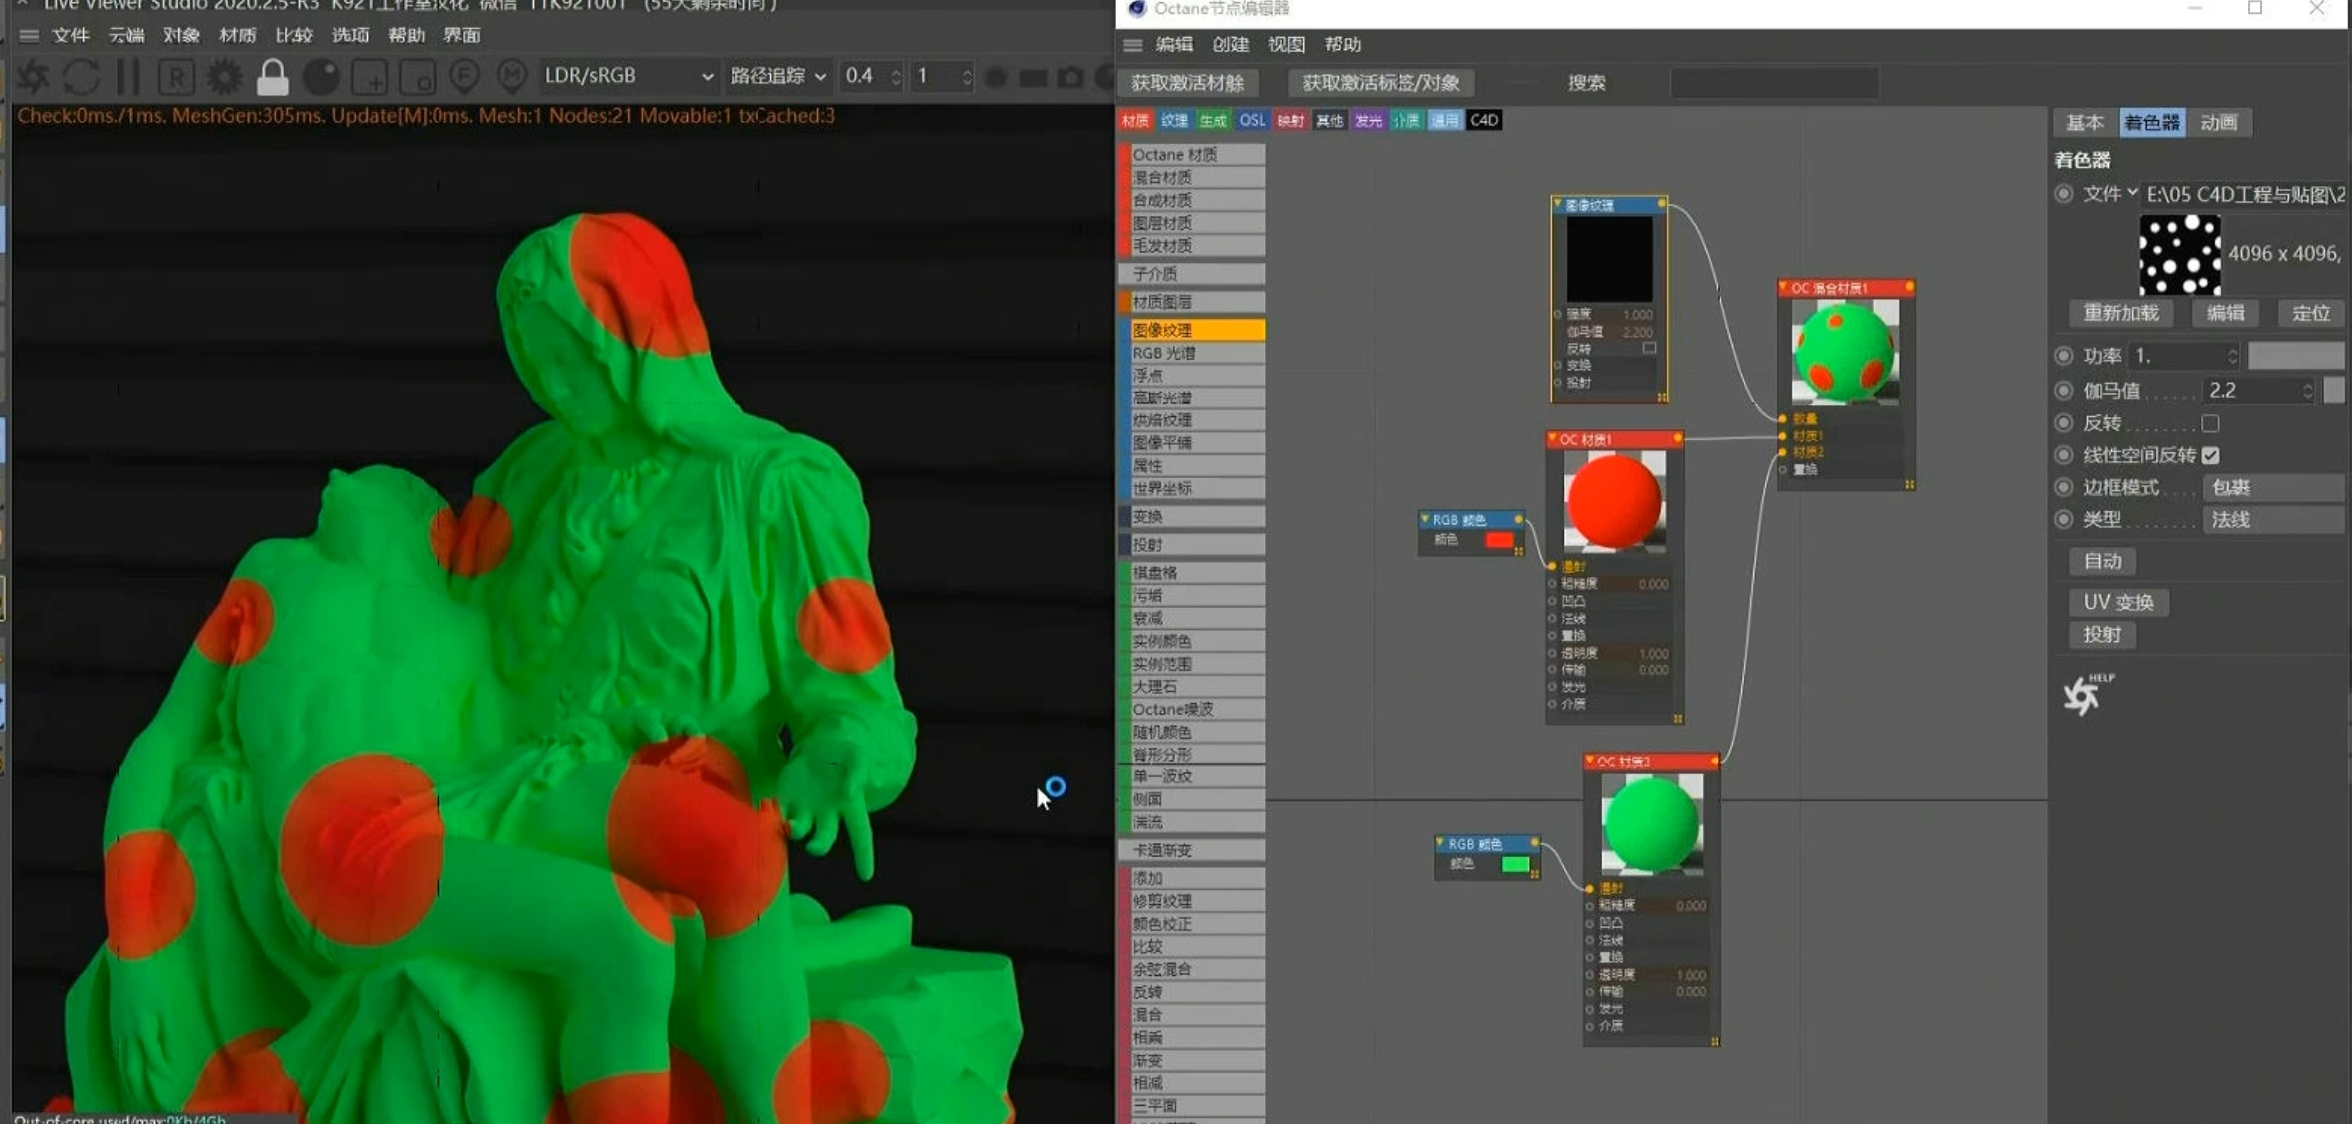 Live Viewer Studio 2020.2.5-R3
文件 云端 对象 材质 比较 选项 帮助 界面
LDR/sRGB 路径追踪 0.4 1
Check:0ms./1ms. MeshGen:305ms. Update[M]:0ms. Mesh:1 Nodes:21 Movable:1 txCached:3
Out-of-core used/max:0Kb/4Gb
Octane节点编辑器
编辑 创建 视图 帮助
获取激活材 获取激活标签/对象 搜索
材质 纹理 生成 OSL 映射 其他 发光 介质 通用 C4D
Octane 材质
混合材质
合成材质
图层材质
毛发材质
子介质
材质图层
图像纹理
RGB 光谱
浮点
高斯光谱
烘焙纹理
图像平铺
属性
世界坐标
变换
投射
棋盘格
污垢
衰减
实例颜色
实例范围
大理石
Octane噪波
随机颜色
脊形分形
单一波纹
侧面
湍流
卡通渐变
添加
修剪纹理
颜色校正
比较
余弦混合
反转
混合
相乘
渐变
相减
三平面
图像纹理
强度 1.000
伽马值 2.200
反转
变换
投射
OC 混合材质1
数量
材质1
材质2
置换
OC 材质1
RGB 颜色
颜色
漫射
粗糙度 0.000
凹凸
法线
置换
透明度 1.000
传输 0.000
发光
介质
OC 材质3
RGB 颜色
颜色
漫射
粗糙度 0.000
凹凸
法线
置换
透明度 1.000
传输 0.000
发光
介质
基本 着色器 动画
着色器
文件 E:\05 C4D工程与贴图\2
4096 x 4096,
重新加载 编辑 定位
功率 1.
伽马值 2.2
反转
线性空间反转
边框模式 包裹
类型 法线
自动
UV 变换
投射
HELP